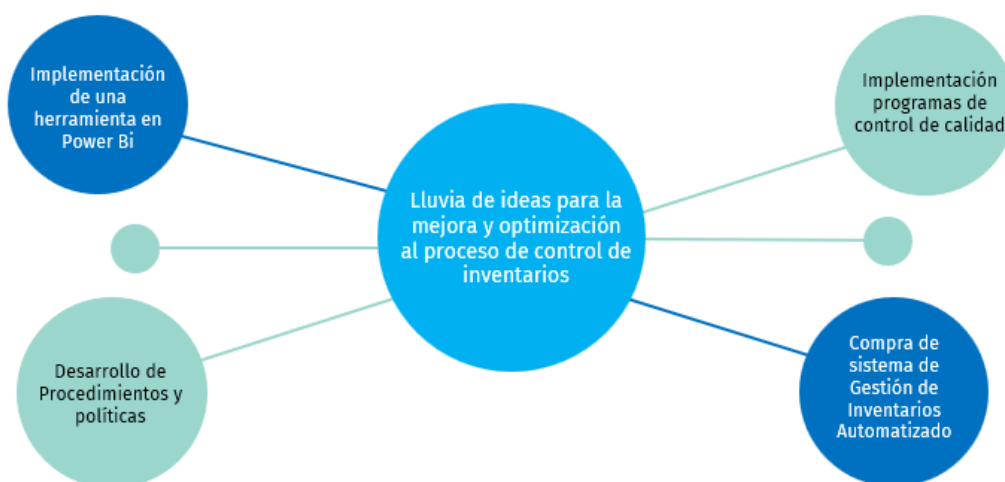 Implementación
de una
herramienta en
Power Bi
Implementación
programas de
control de calidad
Lluvia de ideas para la
mejora y optimización
al proceso de control de
inventarios
Desarrollo de
Procedimientos y
políticas
Compra de
sistema de
Gestión de
Inventarios
Automatizado